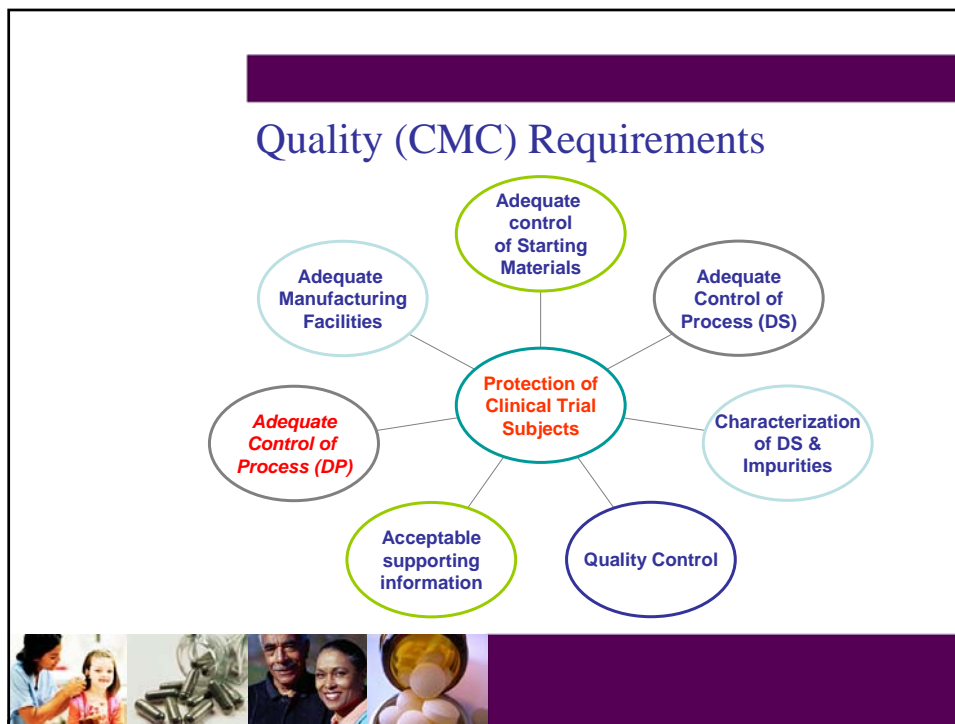 Quality (CMC) Requirements
Adequate
control
of Starting
Materials
Adequate
Manufacturing
Facilities
Adequate
Control of
Process (DS)
Protection of
Clinical Trial
Subjects
Adequate
Control of
Process (DP)
Characterization
of DS &
Impurities
Acceptable
supporting
information
Quality Control